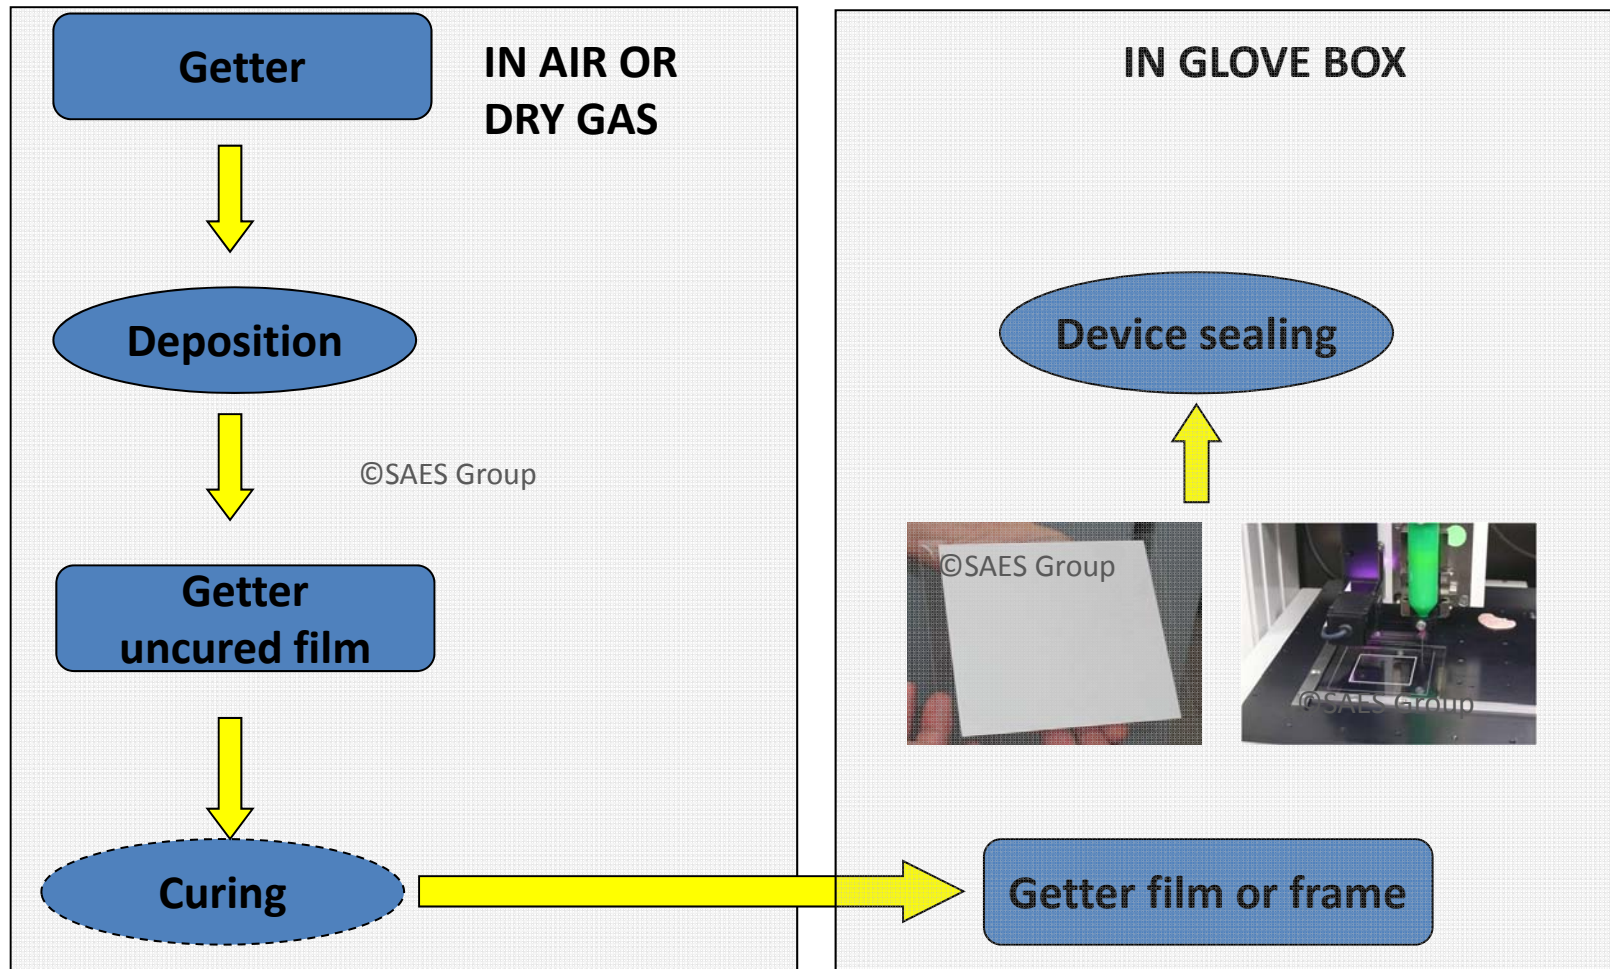 Getter
IN AIR OR
DRY GAS
Deposition
©SAES Group
Getter
uncured film
Curing
IN GLOVE BOX
Device sealing
©SAES Group
©SAES Group
Getter film or frame